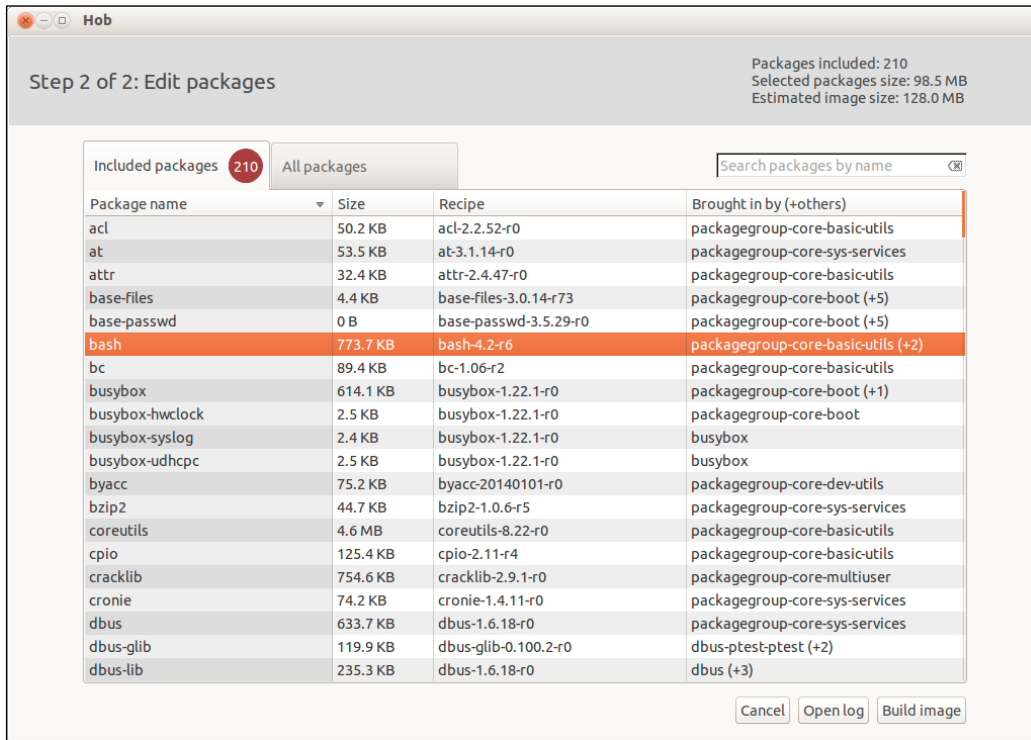 Hob
Step 2 of 2: Edit packages
Packages included: 210
Selected packages size: 98.5 MB
Estimated image size: 128.0 MB
Included packages 210 All packages Search packages by name
Package name Size Recipe Brought in by (+others)
acl 50.2 KB acl-2.2.52-r0 packagegroup-core-basic-utils
at 53.5 KB at-3.1.14-r0 packagegroup-core-sys-services
attr 32.4 KB attr-2.4.47-r0 packagegroup-core-basic-utils
base-files 4.4 KB base-files-3.0.14-r73 packagegroup-core-boot (+5)
base-passwd 0 B base-passwd-3.5.29-r0 packagegroup-core-boot (+5)
bash 773.7 KB bash-4.2-r6 packagegroup-core-basic-utils (+2)
bc 89.4 KB bc-1.06-r2 packagegroup-core-basic-utils
busybox 614.1 KB busybox-1.22.1-r0 packagegroup-core-boot (+1)
busybox-hwclock 2.5 KB busybox-1.22.1-r0 packagegroup-core-boot
busybox-syslog 2.4 KB busybox-1.22.1-r0 busybox
busybox-udhcpc 2.5 KB busybox-1.22.1-r0 busybox
byacc 75.2 KB byacc-20140101-r0 packagegroup-core-dev-utils
bzip2 44.7 KB bzip2-1.0.6-r5 packagegroup-core-sys-services
coreutils 4.6 MB coreutils-8.22-r0 packagegroup-core-basic-utils
cpio 125.4 KB cpio-2.11-r4 packagegroup-core-basic-utils
cracklib 754.6 KB cracklib-2.9.1-r0 packagegroup-core-multiuser
cronie 74.2 KB cronie-1.4.11-r0 packagegroup-core-sys-services
dbus 633.7 KB dbus-1.6.18-r0 packagegroup-core-sys-services
dbus-glib 119.9 KB dbus-glib-0.100.2-r0 dbus-ptest-ptest (+2)
dbus-lib 235.3 KB dbus-1.6.18-r0 dbus (+3)
Cancel Open log Build image